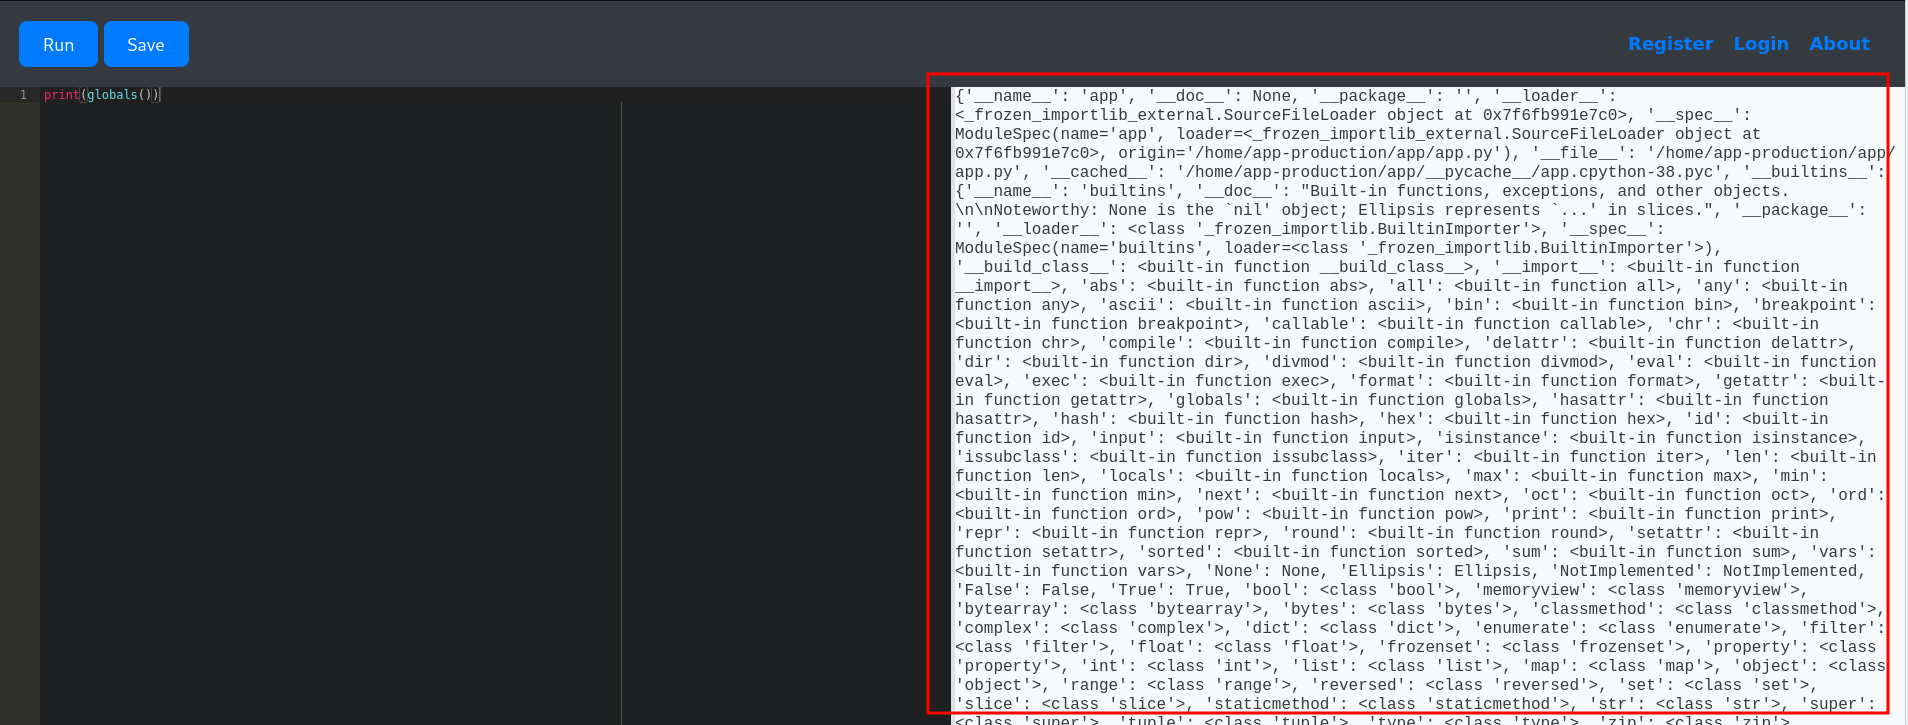 Run Save Register Login About
1 print(globals())
{'__name__': 'app', '__doc__': None, '__package__': '', '__loader__':
<_frozen_importlib_external.SourceFileLoader object at 0x7f6fb991e7c0>, '__spec__':
ModuleSpec(name='app', loader=<_frozen_importlib_external.SourceFileLoader object at
0x7f6fb991e7c0>, origin='/home/app-production/app/app.py'), '__file__': '/home/app-production/app/
app.py', '__cached__': '/home/app-production/app/__pycache__/app.cpython-38.pyc', '__builtins__':
{'__name__': 'builtins', '__doc__': "Built-in functions, exceptions, and other objects.
\n\nNoteworthy: None is the `nil' object; Ellipsis represents `...' in slices.", '__package__':
'', '__loader__': <class '_frozen_importlib.BuiltinImporter'>, '__spec__':
ModuleSpec(name='builtins', loader=<class '_frozen_importlib.BuiltinImporter'>),
'__build_class__': <built-in function __build_class__>, '__import__': <built-in function
__import__>, 'abs': <built-in function abs>, 'all': <built-in function all>, 'any': <built-in
function any>, 'ascii': <built-in function ascii>, 'bin': <built-in function bin>, 'breakpoint':
<built-in function breakpoint>, 'callable': <built-in function callable>, 'chr': <built-in
function chr>, 'compile': <built-in function compile>, 'delattr': <built-in function delattr>,
'dir': <built-in function dir>, 'divmod': <built-in function divmod>, 'eval': <built-in function
eval>, 'exec': <built-in function exec>, 'format': <built-in function format>, 'getattr': <built-
in function getattr>, 'globals': <built-in function globals>, 'hasattr': <built-in function
hasattr>, 'hash': <built-in function hash>, 'hex': <built-in function hex>, 'id': <built-in
function id>, 'input': <built-in function input>, 'isinstance': <built-in function isinstance>,
'issubclass': <built-in function issubclass>, 'iter': <built-in function iter>, 'len': <built-in
function len>, 'locals': <built-in function locals>, 'max': <built-in function max>, 'min':
<built-in function min>, 'next': <built-in function next>, 'oct': <built-in function oct>, 'ord':
<built-in function ord>, 'pow': <built-in function pow>, 'print': <built-in function print>,
'repr': <built-in function repr>, 'round': <built-in function round>, 'setattr': <built-in
function setattr>, 'sorted': <built-in function sorted>, 'sum': <built-in function sum>, 'vars':
<built-in function vars>, 'None': None, 'Ellipsis': Ellipsis, 'NotImplemented': NotImplemented,
'False': False, 'True': True, 'bool': <class 'bool'>, 'memoryview': <class 'memoryview'>,
'bytearray': <class 'bytearray'>, 'bytes': <class 'bytes'>, 'classmethod': <class 'classmethod'>,
'complex': <class 'complex'>, 'dict': <class 'dict'>, 'enumerate': <class 'enumerate'>, 'filter':
<class 'filter'>, 'float': <class 'float'>, 'frozenset': <class 'frozenset'>, 'property': <class
'property'>, 'int': <class 'int'>, 'list': <class 'list'>, 'map': <class 'map'>, 'object': <class
'object'>, 'range': <class 'range'>, 'reversed': <class 'reversed'>, 'set': <class 'set'>,
'slice': <class 'slice'>, 'staticmethod': <class 'staticmethod'>, 'str': <class 'str'>, 'super':
<class 'super'>, 'tuple': <class 'tuple'>, 'type': <class 'type'>, 'zip': <class 'zip'>,